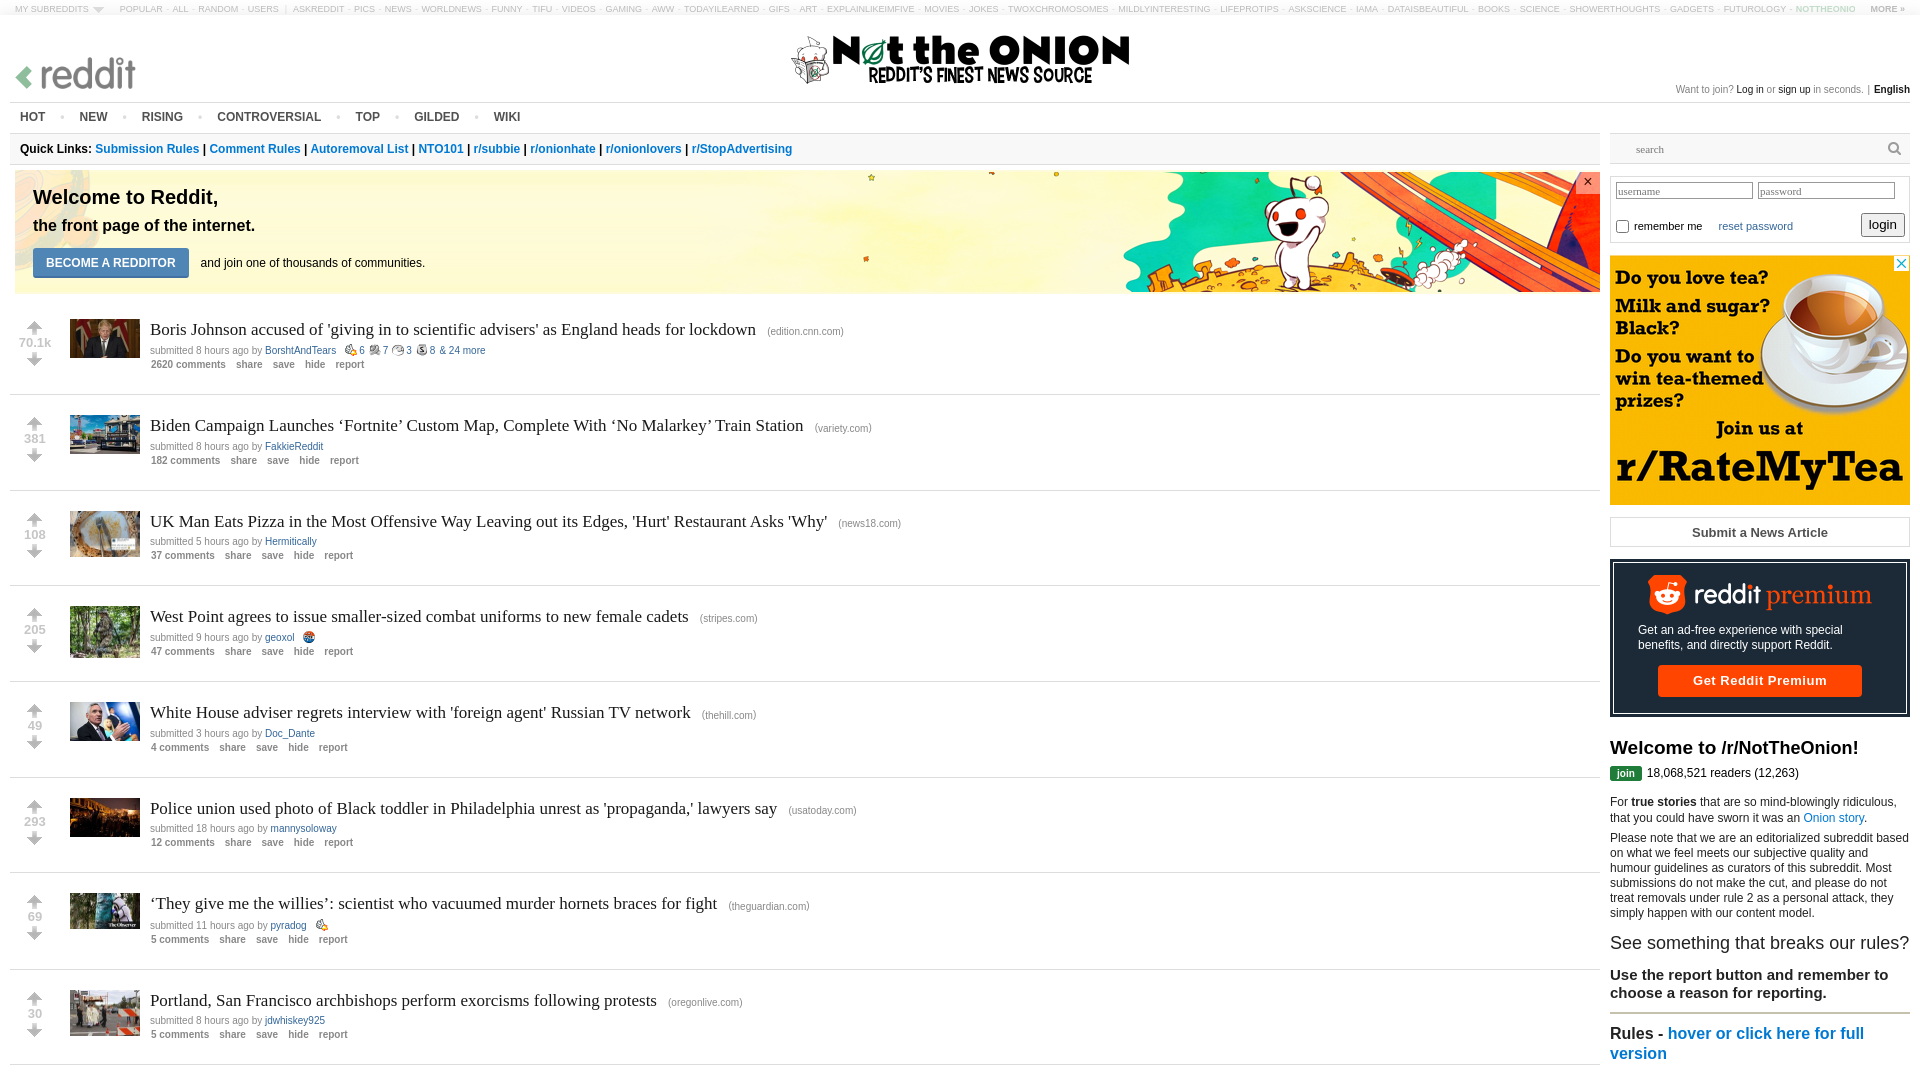 MY SUBREDDITS POPULAR - ALL - RANDOM - USERS | ASKREDDIT - PICS - NEWS - WORLDNEWS - FUNNY - TIFU - VIDEOS - GAMING - AWW - TODAYILEARNED - GIFS - ART - EXPLAINLIKEIMFIVE - MOVIES - JOKES - TWOXCHROMOSOMES - MILDLYINTERESTING - LIFEPROTIPS - ASKSCIENCE - IAMA - DATAISBEAUTIFUL - BOOKS - SCIENCE - SHOWERTHOUGHTS - GADGETS - FUTUROLOGY - NOTTHEONIO MORE »
reddit
Not the ONION
REDDIT'S FINEST NEWS SOURCE
Want to join? Log in or sign up in seconds. | English
HOT • NEW • RISING • CONTROVERSIAL • TOP • GILDED • WIKI
Quick Links: Submission Rules | Comment Rules | Autoremoval List | NTO101 | r/subbie | r/onionhate | r/onionlovers | r/StopAdvertising
Welcome to Reddit,
the front page of the internet.
BECOME A REDDITOR and join one of thousands of communities.
×
70.1k
Boris Johnson accused of 'giving in to scientific advisers' as England heads for lockdown (edition.cnn.com)
submitted 8 hours ago by BorshtAndTears 6 7 3 8 & 24 more
2620 comments share save hide report
381
Biden Campaign Launches ‘Fortnite’ Custom Map, Complete With ‘No Malarkey’ Train Station (variety.com)
submitted 8 hours ago by FakkieReddit
182 comments share save hide report
108
UK Man Eats Pizza in the Most Offensive Way Leaving out its Edges, 'Hurt' Restaurant Asks 'Why' (news18.com)
submitted 5 hours ago by Hermitically
37 comments share save hide report
205
West Point agrees to issue smaller-sized combat uniforms to new female cadets (stripes.com)
submitted 9 hours ago by geoxol
47 comments share save hide report
49
White House adviser regrets interview with 'foreign agent' Russian TV network (thehill.com)
submitted 3 hours ago by Doc_Dante
4 comments share save hide report
293
Police union used photo of Black toddler in Philadelphia unrest as 'propaganda,' lawyers say (usatoday.com)
submitted 18 hours ago by mannysoloway
12 comments share save hide report
69
‘They give me the willies’: scientist who vacuumed murder hornets braces for fight (theguardian.com)
submitted 11 hours ago by pyradog
5 comments share save hide report
30
Portland, San Francisco archbishops perform exorcisms following protests (oregonlive.com)
submitted 8 hours ago by jdwhiskey925
5 comments share save hide report
search
username password
remember me reset password login
Do you love tea?
Milk and sugar?
Black?
Do you want to
win tea-themed
prizes?
Join us at
r/RateMyTea
Submit a News Article
reddit premium
Get an ad-free experience with special
benefits, and directly support Reddit.
Get Reddit Premium
Welcome to /r/NotTheOnion!
join 18,068,521 readers (12,263)
For true stories that are so mind-blowingly ridiculous,
that you could have sworn it was an Onion story.
Please note that we are an editorialized subreddit based
on what we feel meets our subjective quality and
humour guidelines as curators of this subreddit. Most
submissions do not make the cut, and please do not
treat removals under rule 2 as a personal attack, they
simply happen with our content model.
See something that breaks our rules?
Use the report button and remember to
choose a reason for reporting.
Rules - hover or click here for full
version